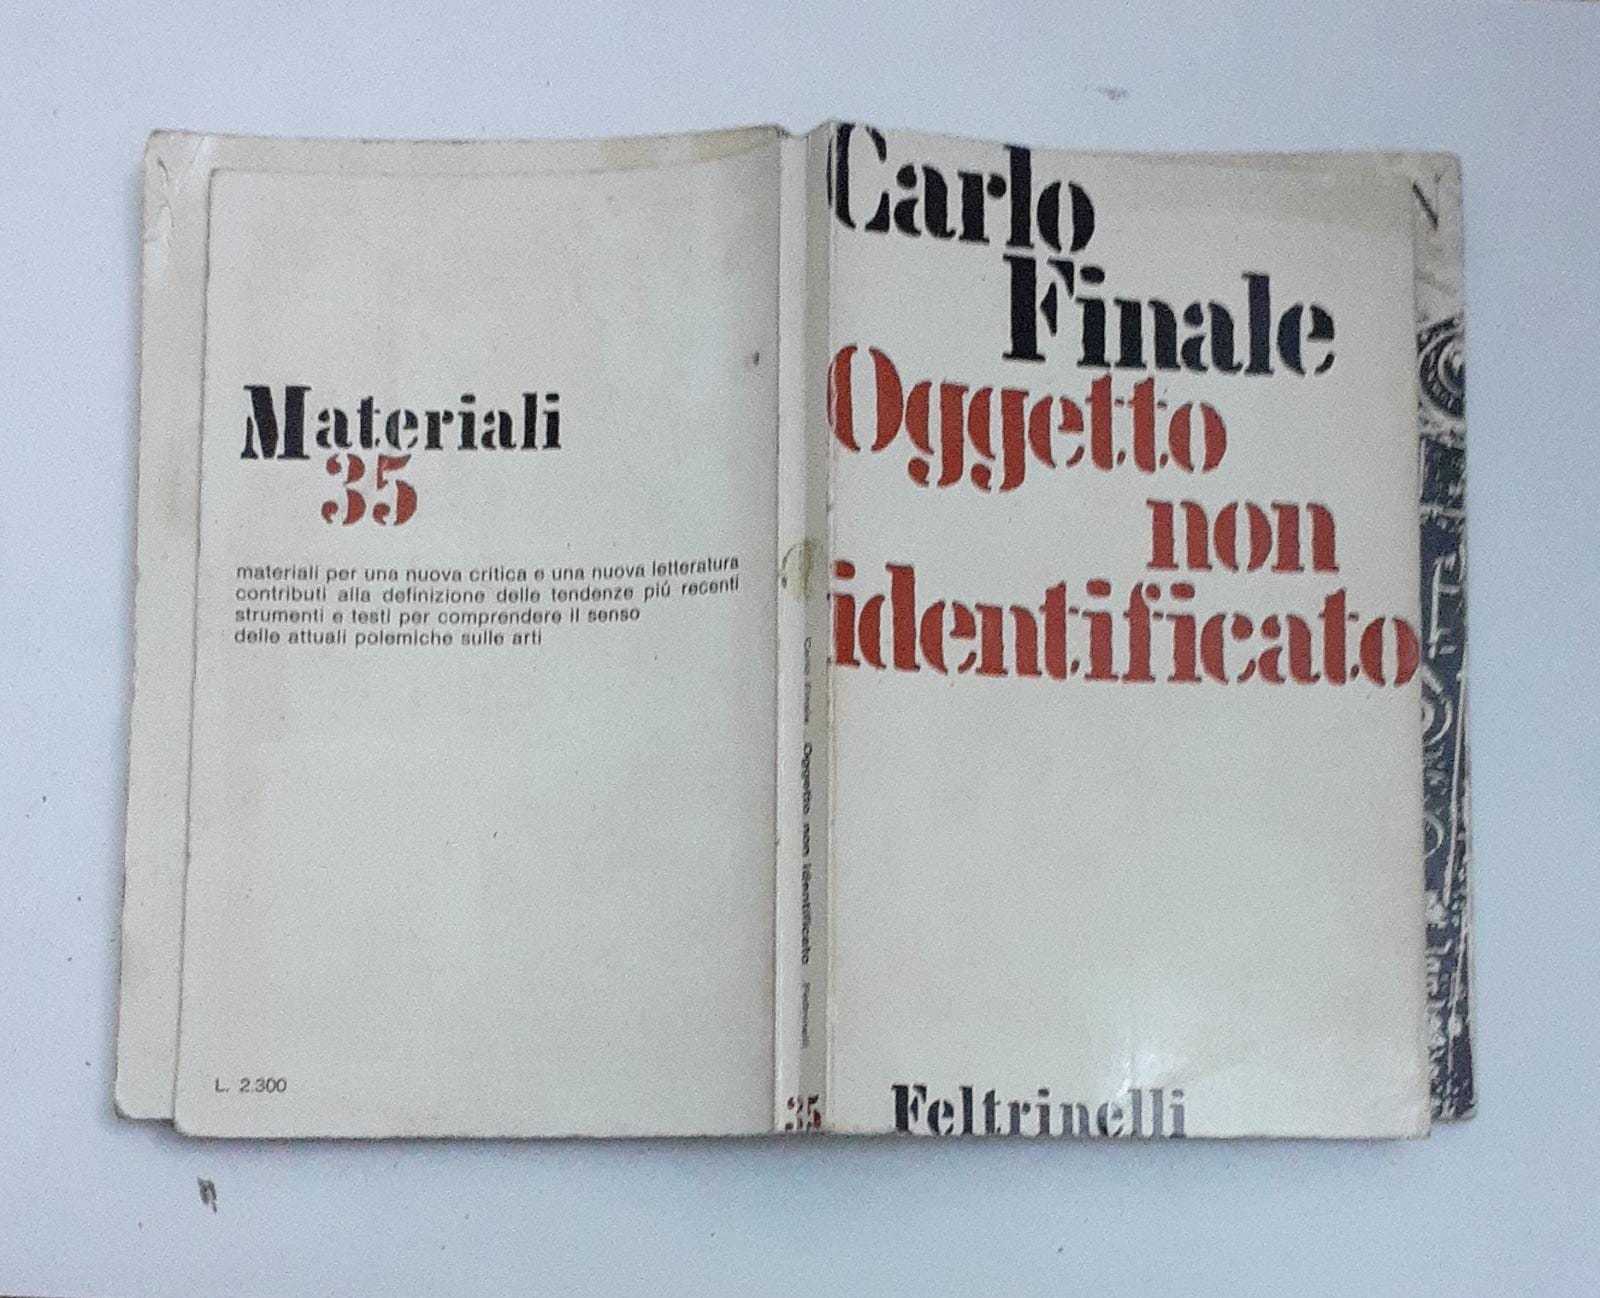 Materiali
35
materiali per una nuova critica e una nuova letteratura
contributi alla definizione delle tendenze piú recenti
strumenti e testi per comprendere il senso
delle attuali polemiche sulle arti
L. 2.300
Carlo Finale Oggetto non identificato Feltrinelli
35
Carlo
Finale
Oggetto
non
identificato
Feltrinelli